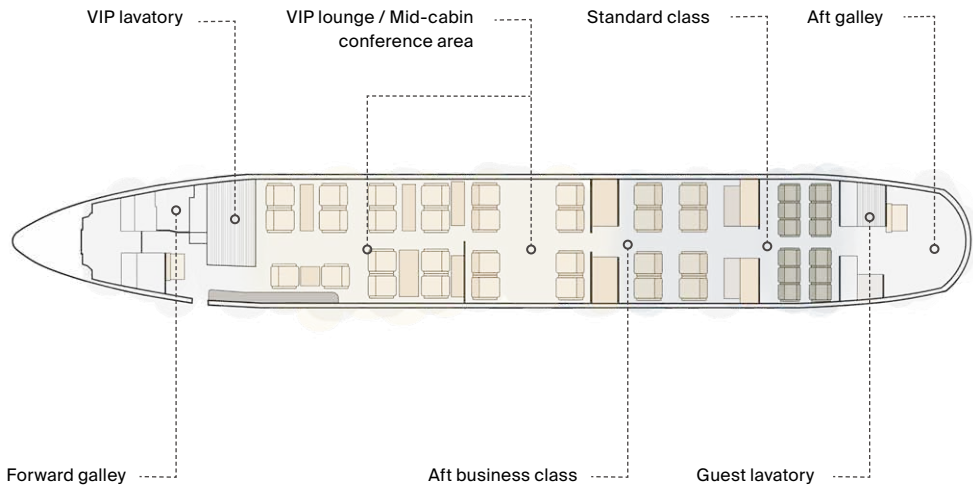 VIP lavatory
VIP lounge / Mid-cabin
conference area
Standard class
Aft galley
Forward galley
Aft business class
Guest lavatory